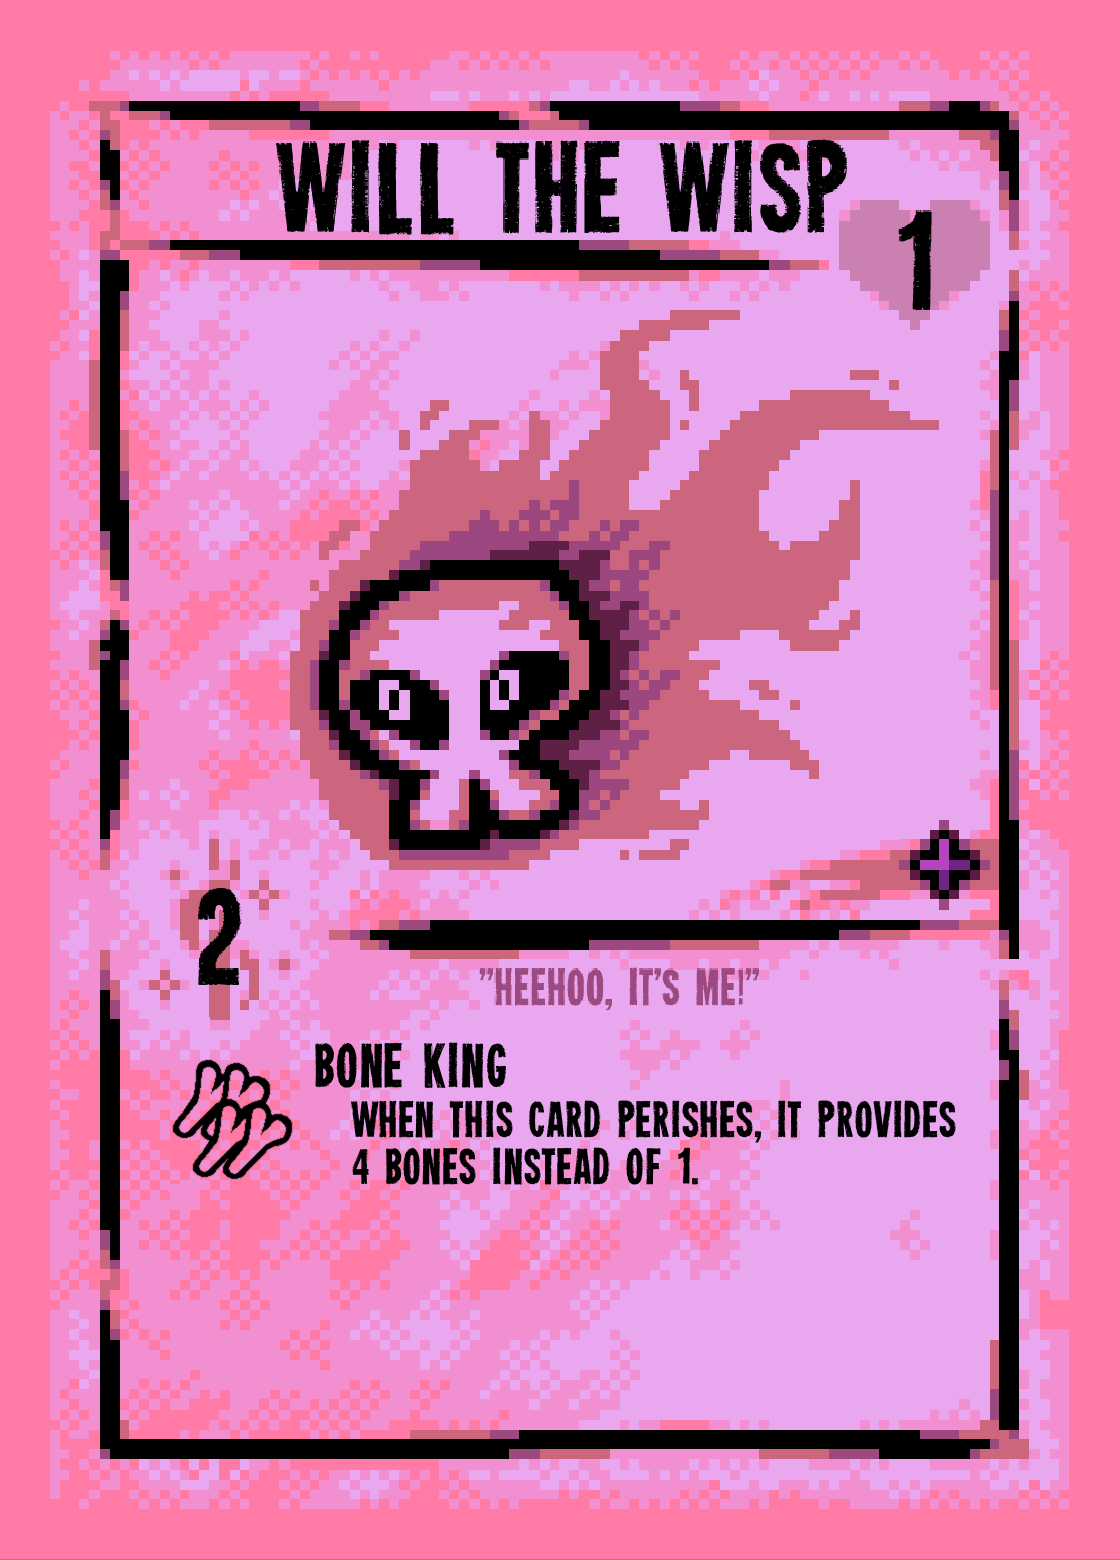 WILL THE WISP
1
2
"HEEHOO, IT'S ME!"
BONE KING
WHEN THIS CARD PERISHES, IT PROVIDES
4 BONES INSTEAD OF 1.